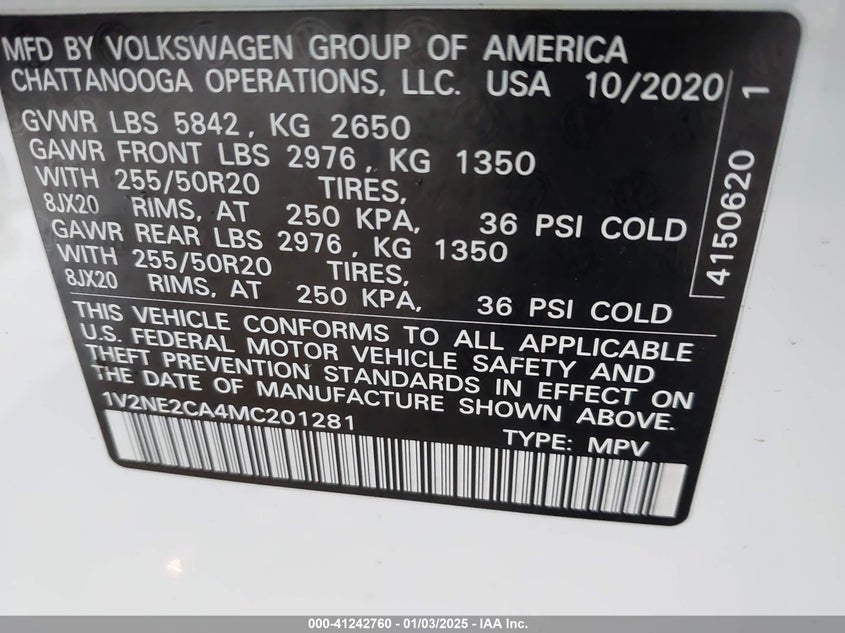 MFD BY VOLKSWAGEN GROUP OF AMERICA
CHATTANOOGA OPERATIONS, LLC. USA 10/2020
GVWR LBS 5842, KG 2650
GAWR FRONT LBS 2976, KG 1350
WITH 255/50R20 TIRES,
8JX20 RIMS, AT 250 KPA, 36 PSI COLD
GAWR REAR LBS 2976, KG 1350
WITH 255/50R20 TIRES,
8JX20 RIMS, AT 250 KPA, 36 PSI COLD
THIS VEHICLE CONFORMS TO ALL APPLICABLE
U.S. FEDERAL MOTOR VEHICLE SAFETY AND
THEFT PREVENTION STANDARDS IN EFFECT ON
THE DATE OF MANUFACTURE SHOWN ABOVE.
1V2NE2CA4MC201281 TYPE: MPV
4150620 1
000-41242760 — 01/03/2025 — IAA Inc.